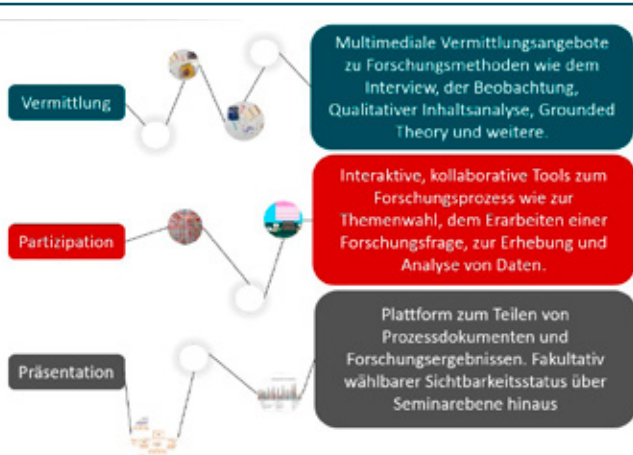 Vermittlung
Multimediale Vermittlungsangebote
zu Forschungsmethoden wie dem
Interview, der Beobachtung,
Qualitativer Inhaltsanalyse, Grounded
Theory und weitere.
Partizipation
Interaktive, kollaborative Tools zum
Forschungsprozess wie zur
Themenwahl, dem Erarbeiten einer
Forschungsfrage, zur Erhebung und
Analyse von Daten.
Präsentation
Plattform zum Teilen von
Prozessdokumenten und
Forschungsergebnissen. Fakultativ
wählbarer Sichtbarkeitsstatus über
Seminarebene hinaus